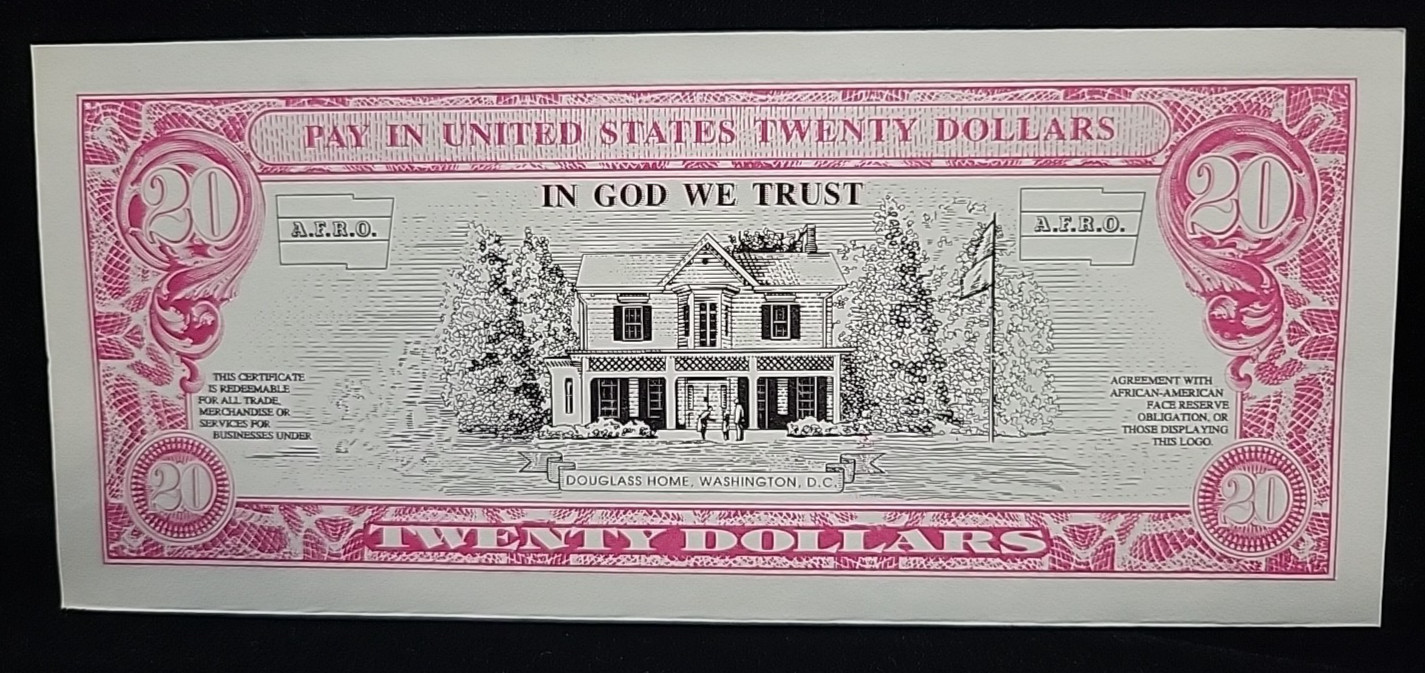 PAY IN UNITED STATES TWENTY DOLLARS
20
20
IN GOD WE TRUST
A.F.R.O.
A.F.R.O.
THIS CERTIFICATE
IS REDEEMABLE
FOR ALL TRADE,
MERCHANDISE OR
SERVICES FOR
BUSINESSES UNDER
AGREEMENT WITH
AFRICAN-AMERICAN
FACE RESERVE
OBLIGATION, OR
THOSE DISPLAYING
THIS LOGO.
DOUGLASS HOME, WASHINGTON, D.C.
20
20
TWENTY DOLLARS